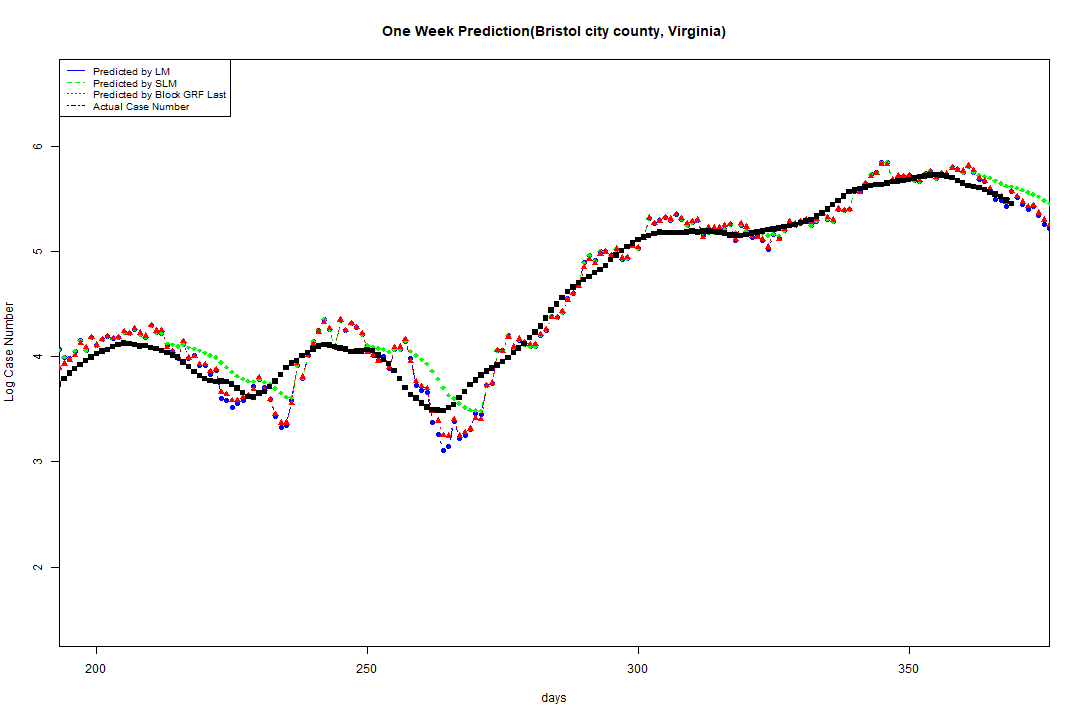 One Week Prediction(Bristol city county, Virginia)
Predicted by LM
Predicted by SLM
Predicted by Block GRF Last
Actual Case Number
6
5
4
3
2
Log Case Number
200
250
300
350
days